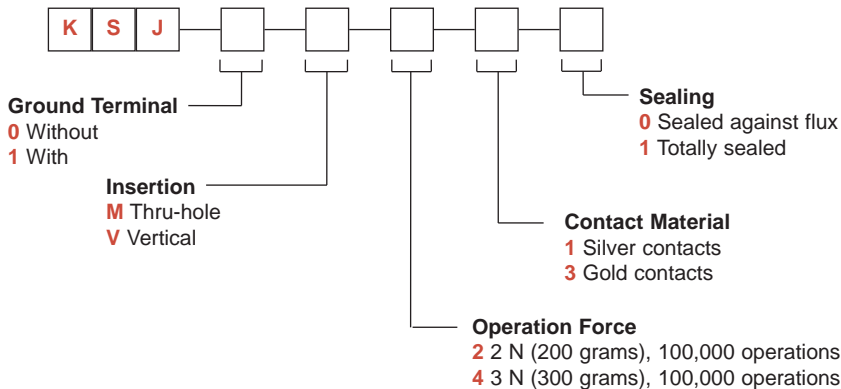 K S J
Ground Terminal
0 Without
1 With
Insertion
M Thru-hole
V Vertical
Sealing
0 Sealed against flux
1 Totally sealed
Contact Material
1 Silver contacts
3 Gold contacts
Operation Force
2 2 N (200 grams), 100,000 operations
4 3 N (300 grams), 100,000 operations